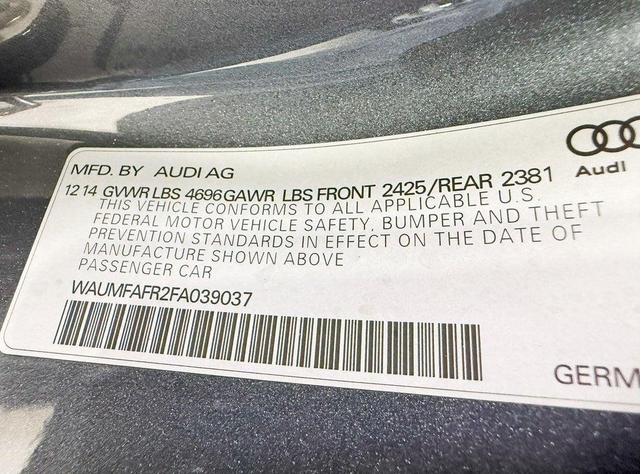 MFD. BY AUDI AG
12 14 GVWR LBS 4696 GAWR LBS FRONT 2425/REAR 2381
Audi
THIS VEHICLE CONFORMS TO ALL APPLICABLE U.S.
FEDERAL MOTOR VEHICLE SAFETY, BUMPER AND THEFT
PREVENTION STANDARDS IN EFFECT ON THE DATE OF
MANUFACTURE SHOWN ABOVE
PASSENGER CAR
WAUMFAFR2FA039037
GERM